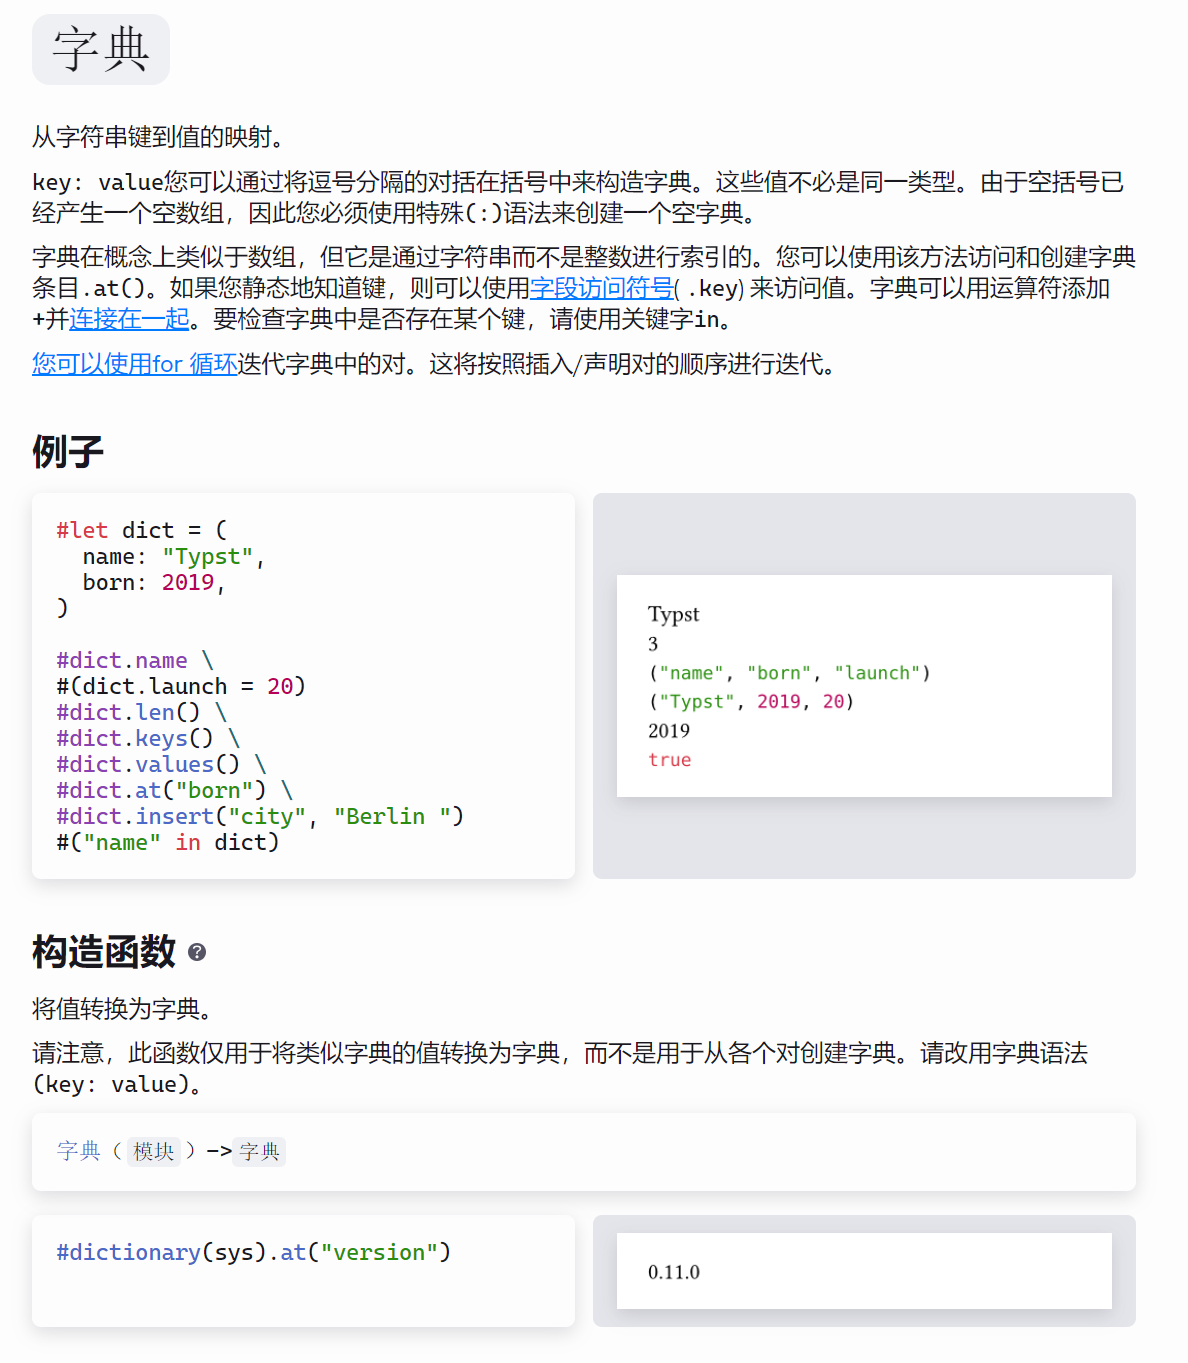 字典
从字符串键到值的映射。
key: value您可以通过将逗号分隔的对括在括号中来构造字典。这些值不必是同一类型。由于空括号已
经产生一个空数组，因此您必须使用特殊(:)语法来创建一个空字典。
字典在概念上类似于数组，但它是通过字符串而不是整数进行索引的。您可以使用该方法访问和创建字典
条目.at()。如果您静态地知道键，则可以使用字段访问符号( .key) 来访问值。字典可以用运算符添加
+并连接在一起。要检查字典中是否存在某个键，请使用关键字in。
您可以使用for 循环迭代字典中的对。这将按照插入/声明对的顺序进行迭代。
例子
#let dict = (
  name: "Typst",
  born: 2019,
)
#dict.name \
#(dict.launch = 20)
#dict.len() \
#dict.keys() \
#dict.values() \
#dict.at("born") \
#dict.insert("city", "Berlin ")
#("name" in dict)
Typst
3
("name", "born", "launch")
("Typst", 2019, 20)
2019
true
构造函数 ?
将值转换为字典。
请注意，此函数仅用于将类似字典的值转换为字典，而不是用于从各个对创建字典。请改用字典语法
(key: value)。
字典（ 模块 ）-> 字典
#dictionary(sys).at("version")
0.11.0